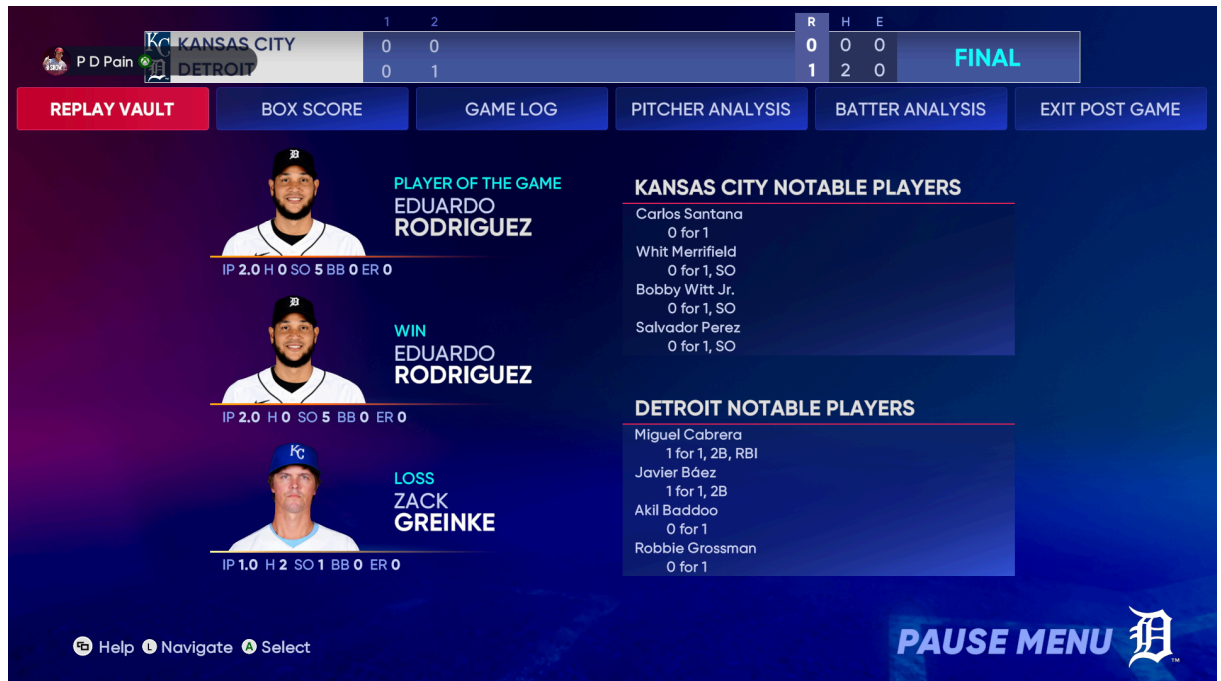 1 2 R H E
KANSAS CITY 0 0 0 0 0
DETROIT 0 1 1 2 0
FINAL
P D Pain
REPLAY VAULT BOX SCORE GAME LOG PITCHER ANALYSIS BATTER ANALYSIS EXIT POST GAME
PLAYER OF THE GAME
EDUARDO
RODRIGUEZ
IP 2.0 H 0 SO 5 BB 0 ER 0
WIN
EDUARDO
RODRIGUEZ
IP 2.0 H 0 SO 5 BB 0 ER 0
LOSS
ZACK
GREINKE
IP 1.0 H 2 SO 1 BB 0 ER 0
KANSAS CITY NOTABLE PLAYERS
Carlos Santana
0 for 1
Whit Merrifield
0 for 1, SO
Bobby Witt Jr.
0 for 1, SO
Salvador Perez
0 for 1, SO
DETROIT NOTABLE PLAYERS
Miguel Cabrera
1 for 1, 2B, RBI
Javier Báez
1 for 1, 2B
Akil Baddoo
0 for 1
Robbie Grossman
0 for 1
Help L Navigate A Select
PAUSE MENU D ™